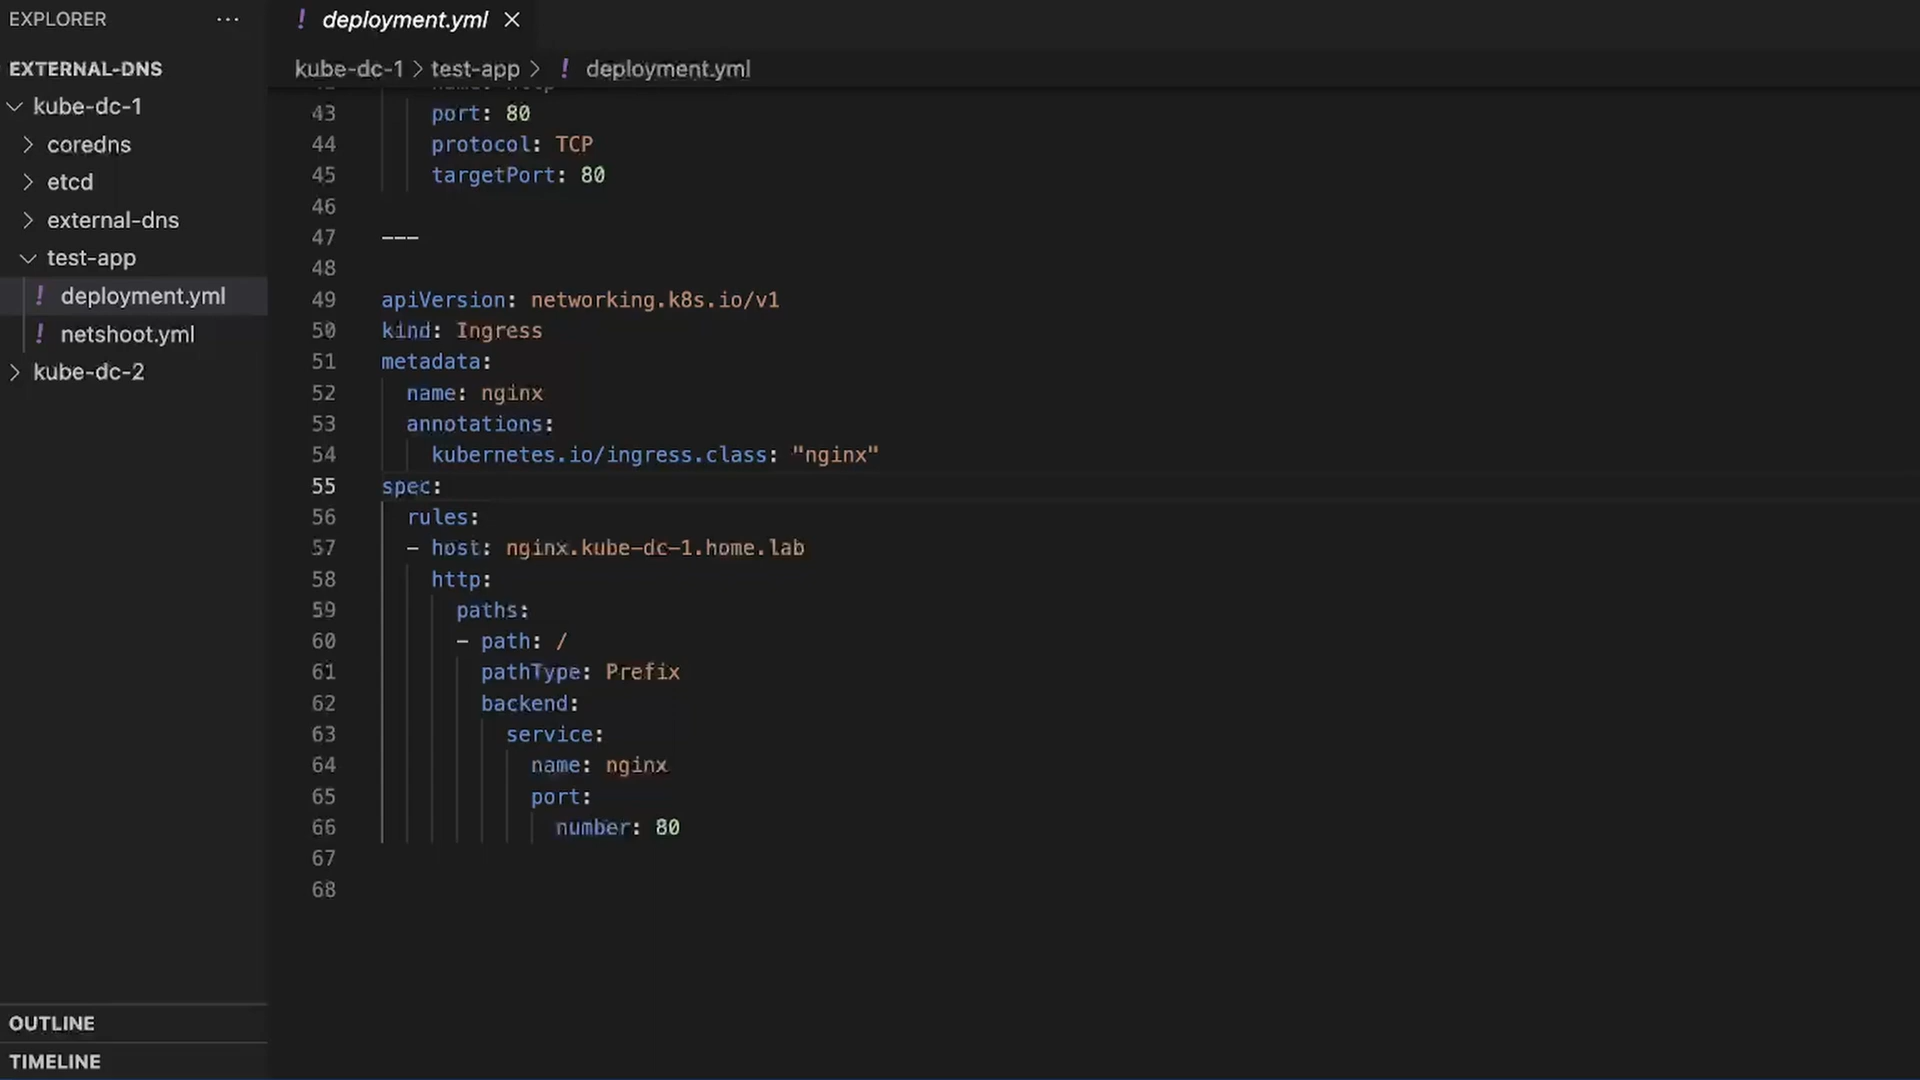 EXPLORER
EXTERNAL-DNS
kube-dc-1
coredns
etcd
external-dns
test-app
deployment.yml
netshoot.yml
kube-dc-2
OUTLINE
TIMELINE
! deployment.yml
kube-dc-1 > test-app > ! deployment.yml
43 port: 80
44 protocol: TCP
45 targetPort: 80
46
47 ---
48
49 apiVersion: networking.k8s.io/v1
50 kind: Ingress
51 metadata:
52 name: nginx
53 annotations:
54 kubernetes.io/ingress.class: "nginx"
55 spec:
56 rules:
57 - host: nginx.kube-dc-1.home.lab
58 http:
59 paths:
60 - path: /
61 pathType: Prefix
62 backend:
63 service:
64 name: nginx
65 port:
66 number: 80
67
68